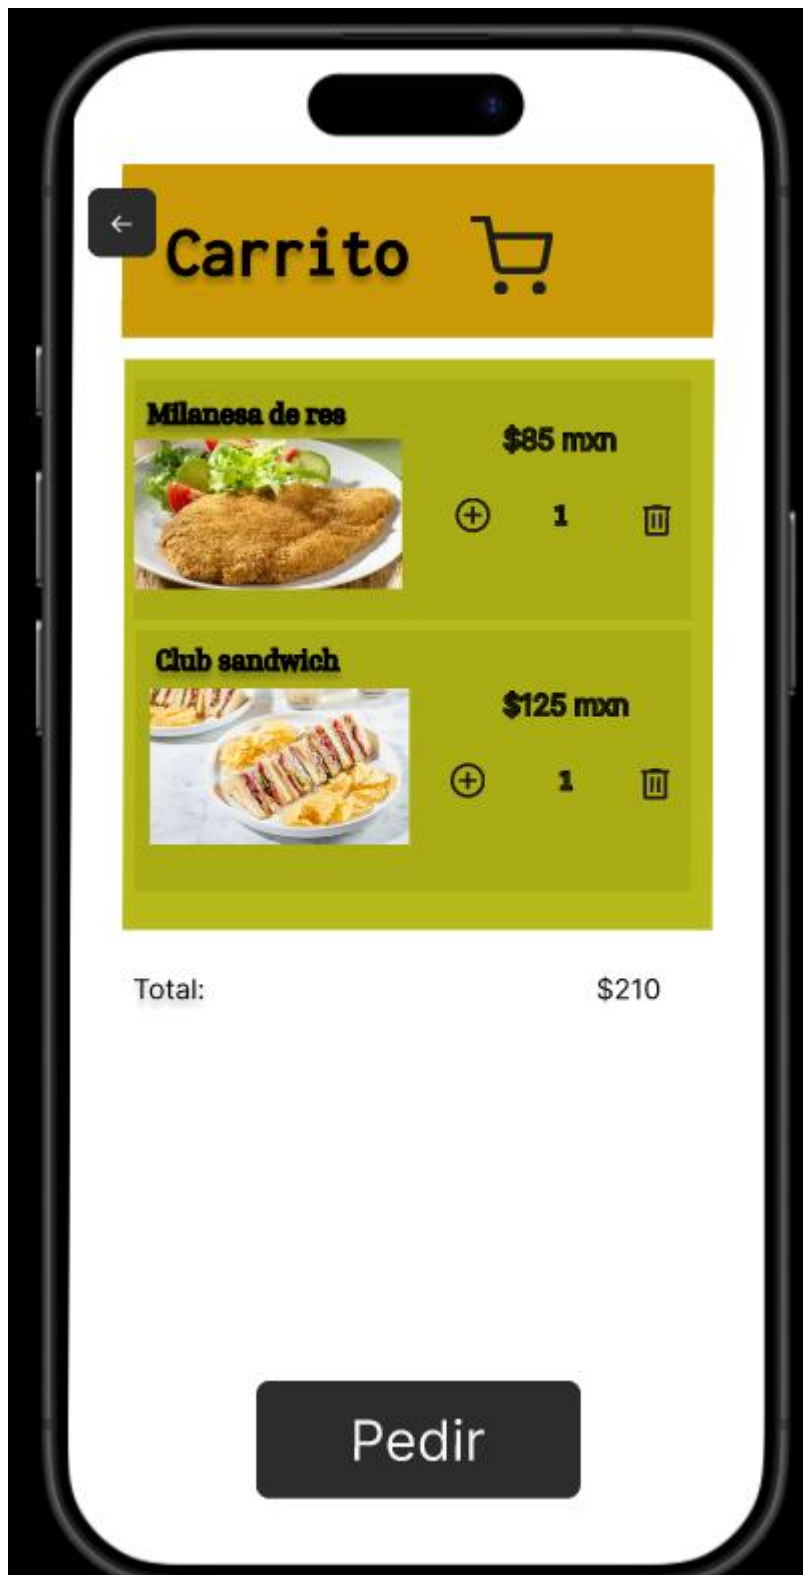 Carrito
Milanesa de res
$85 mxn
1
Club sandwich
$125 mxn
1
Total: $210
Pedir